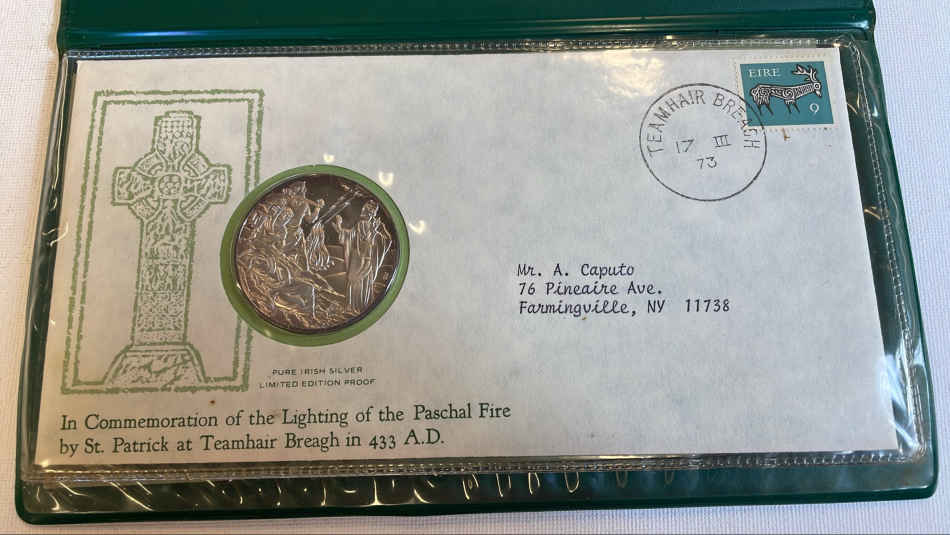 EIRE
9
TEAMHAIR BREAGH
17 III
73
Mr. A. Caputo
76 Pineaire Ave.
Farmingville, NY 11738
PURE IRISH SILVER
LIMITED EDITION PROOF
In Commemoration of the Lighting of the Paschal Fire
by St. Patrick at Teamhair Breagh in 433 A.D.